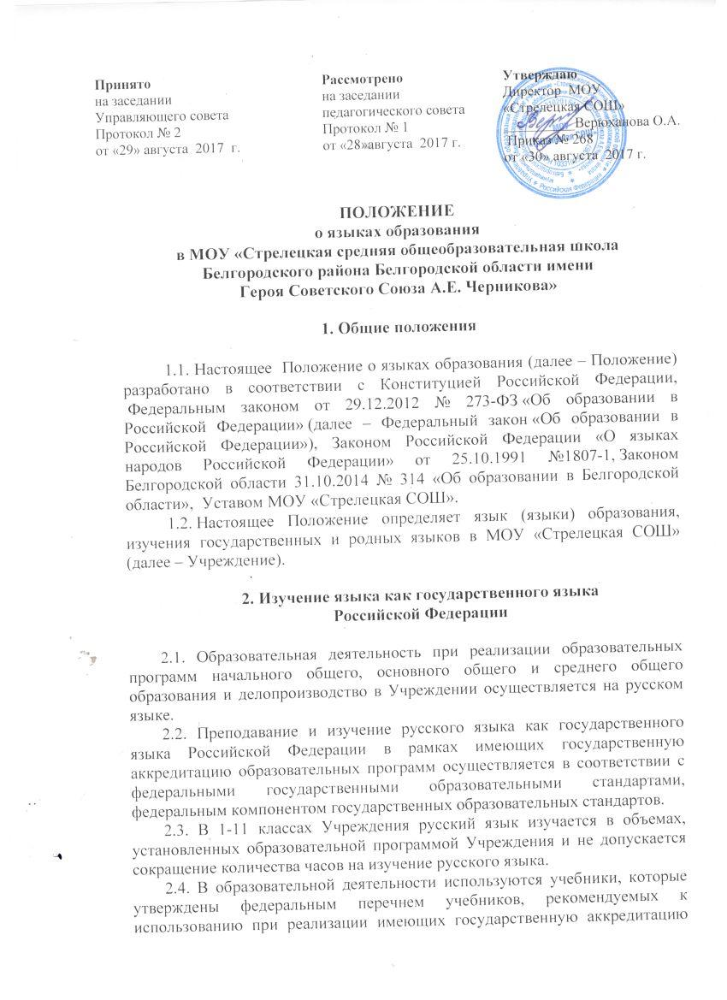 Принято
на заседании
Управляющего совета
Протокол № 2
от «29» августа 2017 г.
Рассмотрено
на заседании
педагогического совета
Протокол № 1
от «28»августа 2017 г.
Утверждаю
Директор МОУ
«Стрелецкая СОШ»
Верюханова О.А.
Приказ № 268
от «30» августа 2017 г.
Российская Федерация
ПОЛОЖЕНИЕ
о языках образования
в МОУ «Стрелецкая средняя общеобразовательная школа
Белгородского района Белгородской области имени
Героя Советского Союза А.Е. Черникова»
1. Общие положения
1.1. Настоящее Положение о языках образования (далее – Положение)
разработано в соответствии с Конституцией Российской Федерации,
Федеральным законом от 29.12.2012 № 273-ФЗ «Об образовании в
Российской Федерации» (далее – Федеральный закон «Об образовании в
Российской Федерации»), Законом Российской Федерации «О языках
народов Российской Федерации» от 25.10.1991 №1807-1, Законом
Белгородской области 31.10.2014 № 314 «Об образовании в Белгородской
области», Уставом МОУ «Стрелецкая СОШ».
1.2. Настоящее Положение определяет язык (языки) образования,
изучения государственных и родных языков в МОУ «Стрелецкая СОШ»
(далее – Учреждение).
2. Изучение языка как государственного языка
Российской Федерации
2.1. Образовательная деятельность при реализации образовательных
программ начального общего, основного общего и среднего общего
образования и делопроизводство в Учреждении осуществляется на русском
языке.
2.2. Преподавание и изучение русского языка как государственного
языка Российской Федерации в рамках имеющих государственную
аккредитацию образовательных программ осуществляется в соответствии с
федеральными государственными образовательными стандартами,
федеральным компонентом государственных образовательных стандартов.
2.3. В 1-11 классах Учреждения русский язык изучается в объемах,
установленных образовательной программой Учреждения и не допускается
сокращение количества часов на изучение русского языка.
2.4. В образовательной деятельности используются учебники, которые
утверждены федеральным перечнем учебников, рекомендуемых к
использованию при реализации имеющих государственную аккредитацию